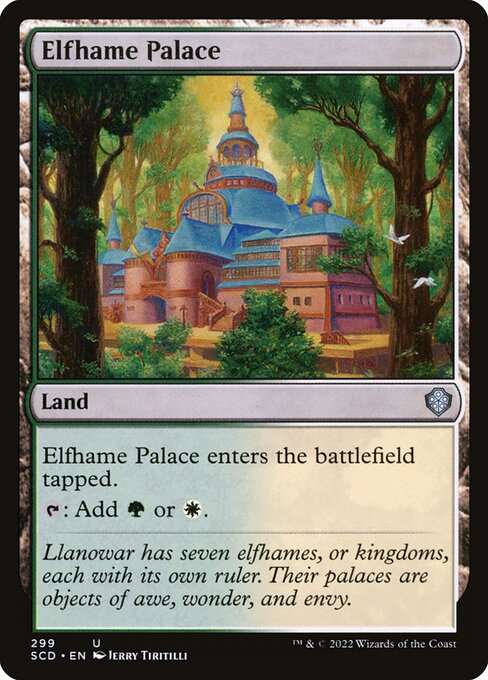 Elfhame Palace
Land
Elfhame Palace enters the battlefield
tapped.
: Add or .
Llanowar has seven elfhames, or kingdoms,
each with its own ruler. Their palaces are
objects of awe, wonder, and envy.
299 U
SCD • EN Jerry Tiritilli
™ & © 2022 Wizards of the Coast